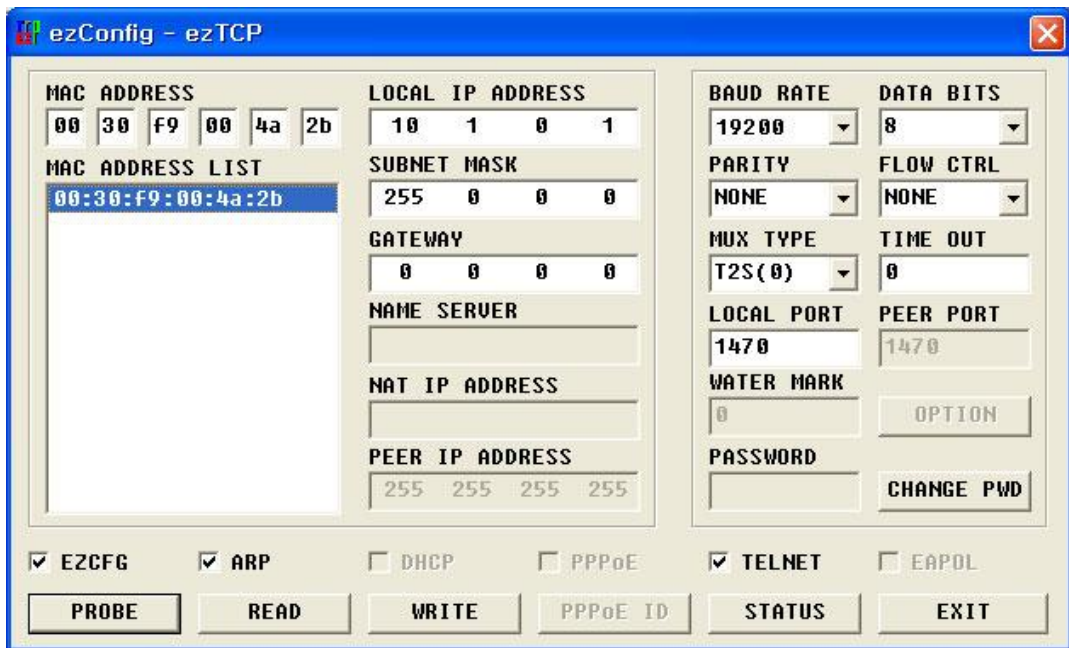 ezConfig - ezTCP
MAC ADDRESS
00 30 f9 00 4a 2b
MAC ADDRESS LIST
00:30:f9:00:4a:2b
LOCAL IP ADDRESS
10 1 0 1
SUBNET MASK
255 0 0 0
GATEWAY
0 0 0 0
NAME SERVER
NAT IP ADDRESS
PEER IP ADDRESS
255 255 255 255
BAUD RATE
19200
DATA BITS
8
PARITY
NONE
FLOW CTRL
NONE
MUX TYPE
T2S(0)
TIME OUT
0
LOCAL PORT
1470
PEER PORT
1470
WATER MARK
0
OPTION
PASSWORD
CHANGE PWD
EZCFG
ARP
DHCP
PPPoE
TELNET
EAPOL
PROBE
READ
WRITE
PPPoE ID
STATUS
EXIT